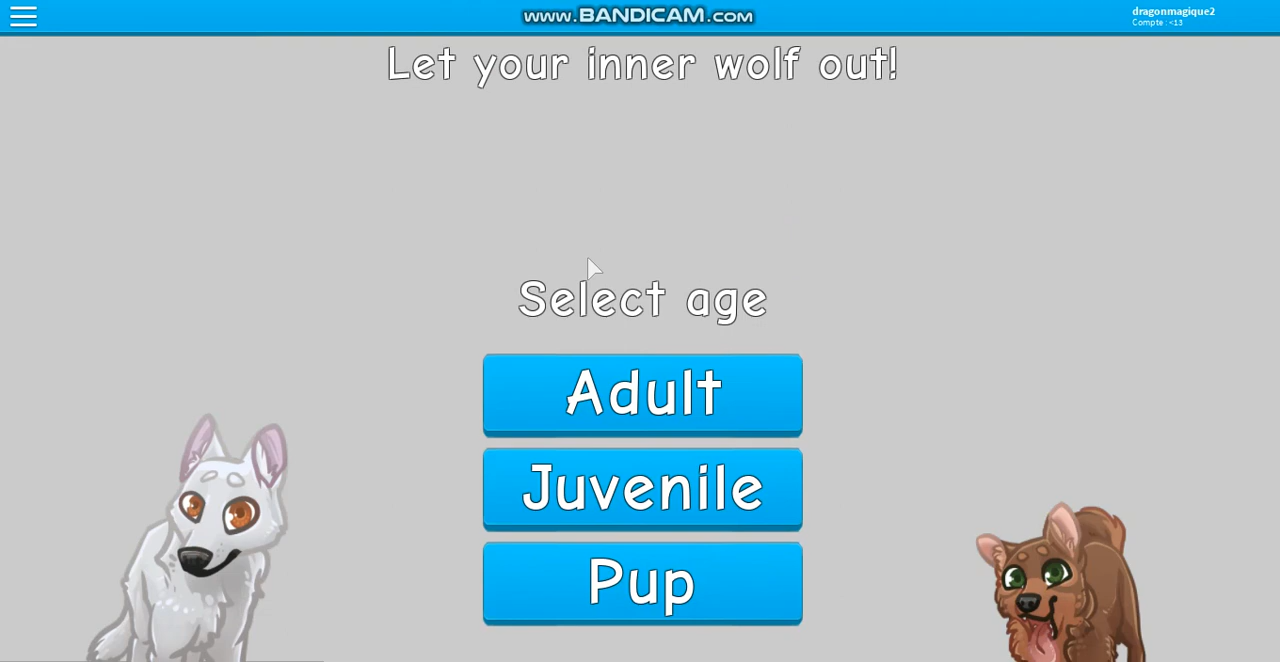 www.BANDICAM.com
dragonmagique2
Compte : <13
Let your inner wolf out!
Select age
Adult
Juvenile
Pup